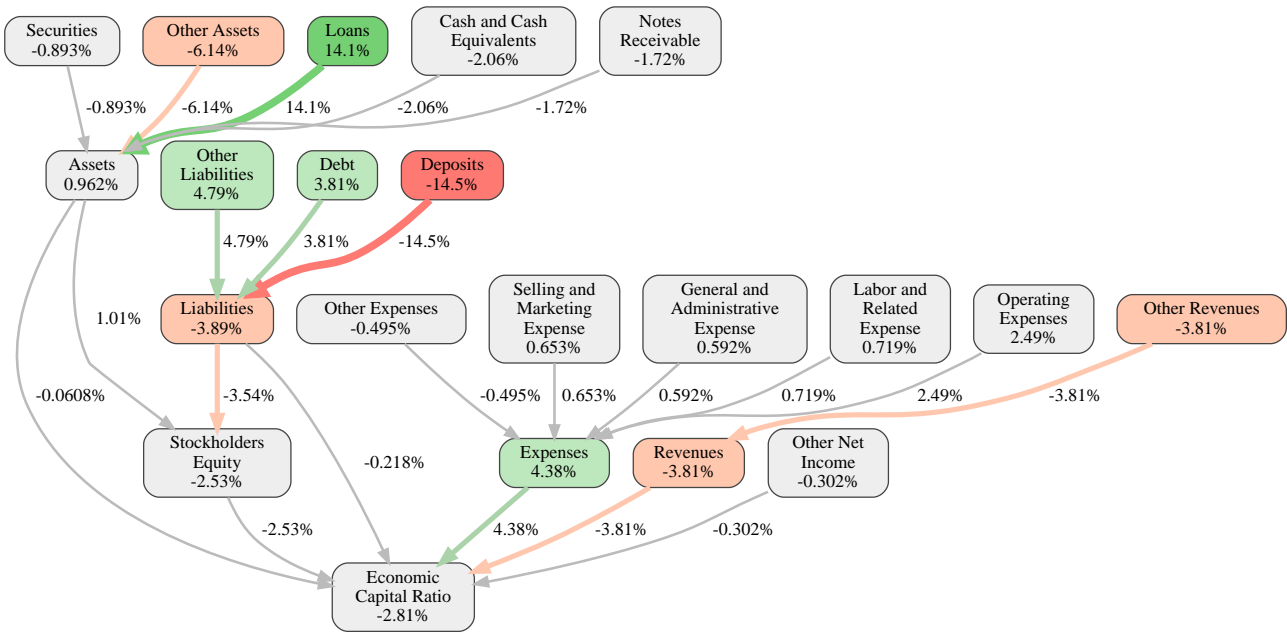 Securities
-0.893%
Other Assets
-6.14%
Loans
14.1%
Cash and Cash
Equivalents
-2.06%
Notes
Receivable
-1.72%
-0.893%
-6.14%
14.1%
-2.06%
-1.72%
Assets
0.962%
Other
Liabilities
4.79%
Debt
3.81%
Deposits
-14.5%
4.79%
3.81%
-14.5%
1.01%
Liabilities
-3.89%
Other Expenses
-0.495%
Selling and
Marketing
Expense
0.653%
General and
Administrative
Expense
0.592%
Labor and
Related
Expense
0.719%
Operating
Expenses
2.49%
Other Revenues
-3.81%
-0.0608%
-3.54%
-0.495%
0.653%
0.592%
0.719%
2.49%
-3.81%
Stockholders
Equity
-2.53%
-0.218%
Expenses
4.38%
Revenues
-3.81%
Other Net
Income
-0.302%
-2.53%
4.38%
-3.81%
-0.302%
Economic
Capital Ratio
-2.81%